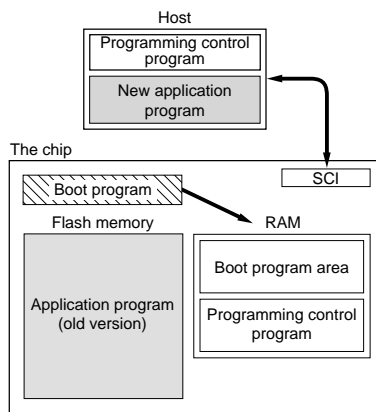 Host
Programming control
program
New application
program
The chip
SCI
Boot program
Flash memory
RAM
Application program
(old version)
Boot program area
Programming control
program